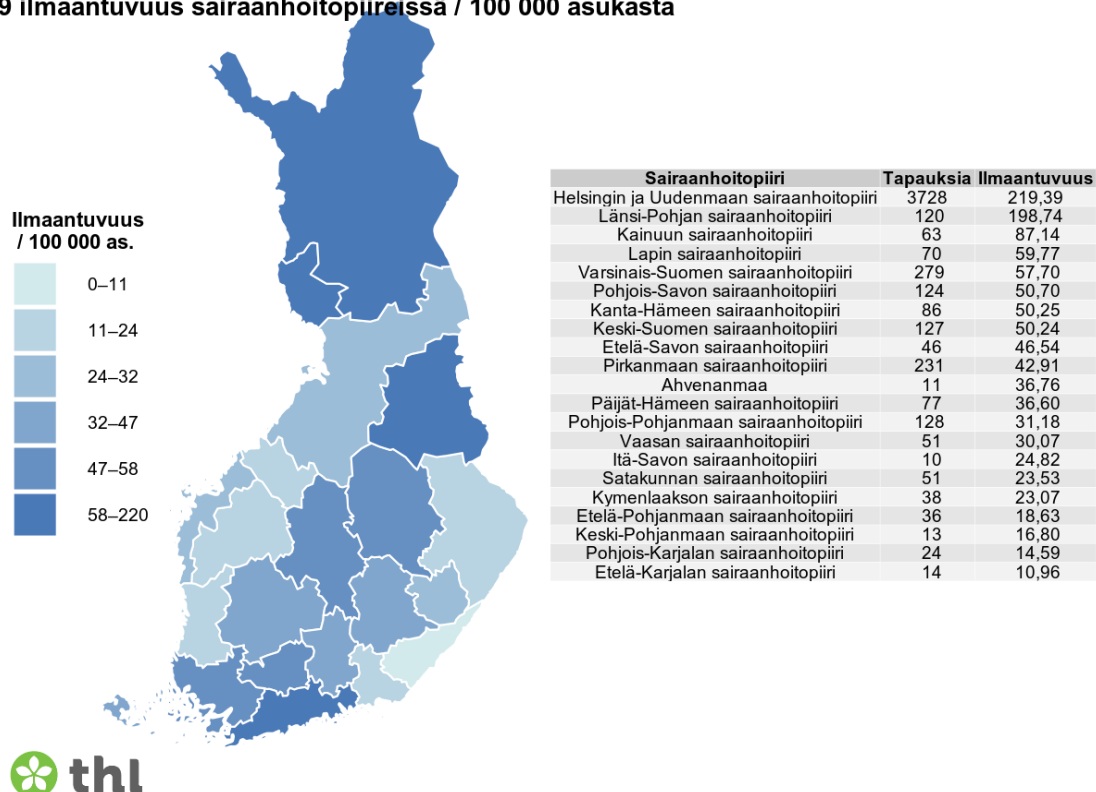 9 ilmaantuvuus sairaanhoitopiireissä / 100 000 asukasta
Ilmaantuvuus
/ 100 000 as.
0–11
11–24
24–32
32–47
47–58
58–220
Sairaanhoitopiiri Tapauksia Ilmaantuvuus
Helsingin ja Uudenmaan sairaanhoitopiiri 3728 219,39
Länsi-Pohjan sairaanhoitopiiri 120 198,74
Kainuun sairaanhoitopiiri 63 87,14
Lapin sairaanhoitopiiri 70 59,77
Varsinais-Suomen sairaanhoitopiiri 279 57,70
Pohjois-Savon sairaanhoitopiiri 124 50,70
Kanta-Hämeen sairaanhoitopiiri 86 50,25
Keski-Suomen sairaanhoitopiiri 127 50,24
Etelä-Savon sairaanhoitopiiri 46 46,54
Pirkanmaan sairaanhoitopiiri 231 42,91
Ahvenanmaa 11 36,76
Päijät-Hämeen sairaanhoitopiiri 77 36,60
Pohjois-Pohjanmaan sairaanhoitopiiri 128 31,18
Vaasan sairaanhoitopiiri 51 30,07
Itä-Savon sairaanhoitopiiri 10 24,82
Satakunnan sairaanhoitopiiri 51 23,53
Kymenlaakson sairaanhoitopiiri 38 23,07
Etelä-Pohjanmaan sairaanhoitopiiri 36 18,63
Keski-Pohjanmaan sairaanhoitopiiri 13 16,80
Pohjois-Karjalan sairaanhoitopiiri 24 14,59
Etelä-Karjalan sairaanhoitopiiri 14 10,96
thl